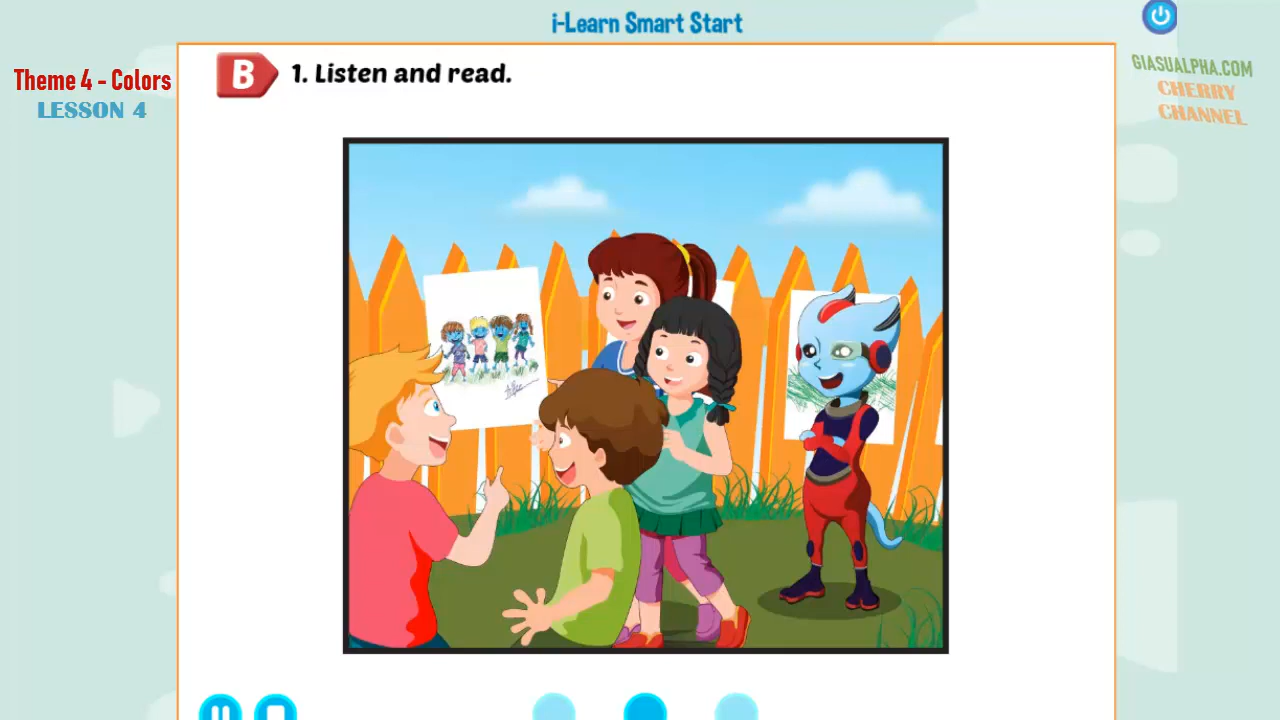 i-Learn Smart Start
Theme 4 - Colors
LESSON 4
B 1. Listen and read.
GIASUALPHA.COM
CHERRY
CHANNEL